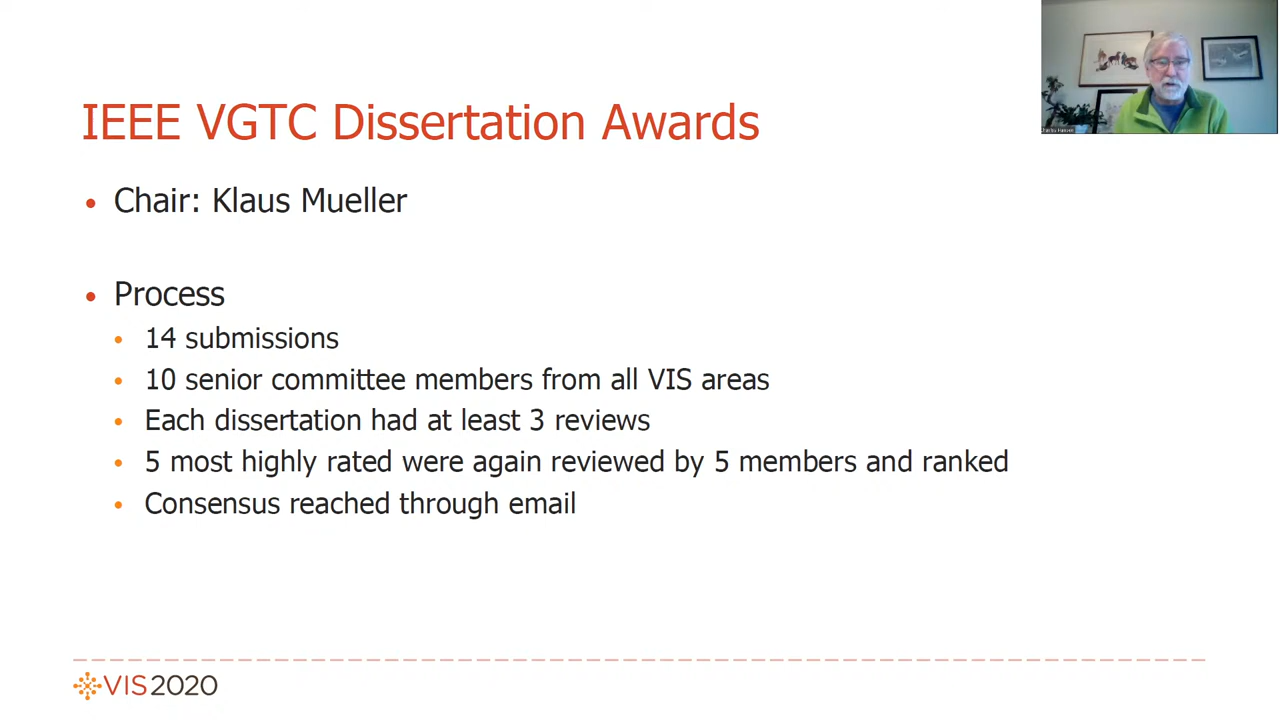 IEEE VGTC Dissertation Awards
Chair: Klaus Mueller
Process
14 submissions
10 senior committee members from all VIS areas
Each dissertation had at least 3 reviews
5 most highly rated were again reviewed by 5 members and ranked
Consensus reached through email
VIS2020
Charles Hansen